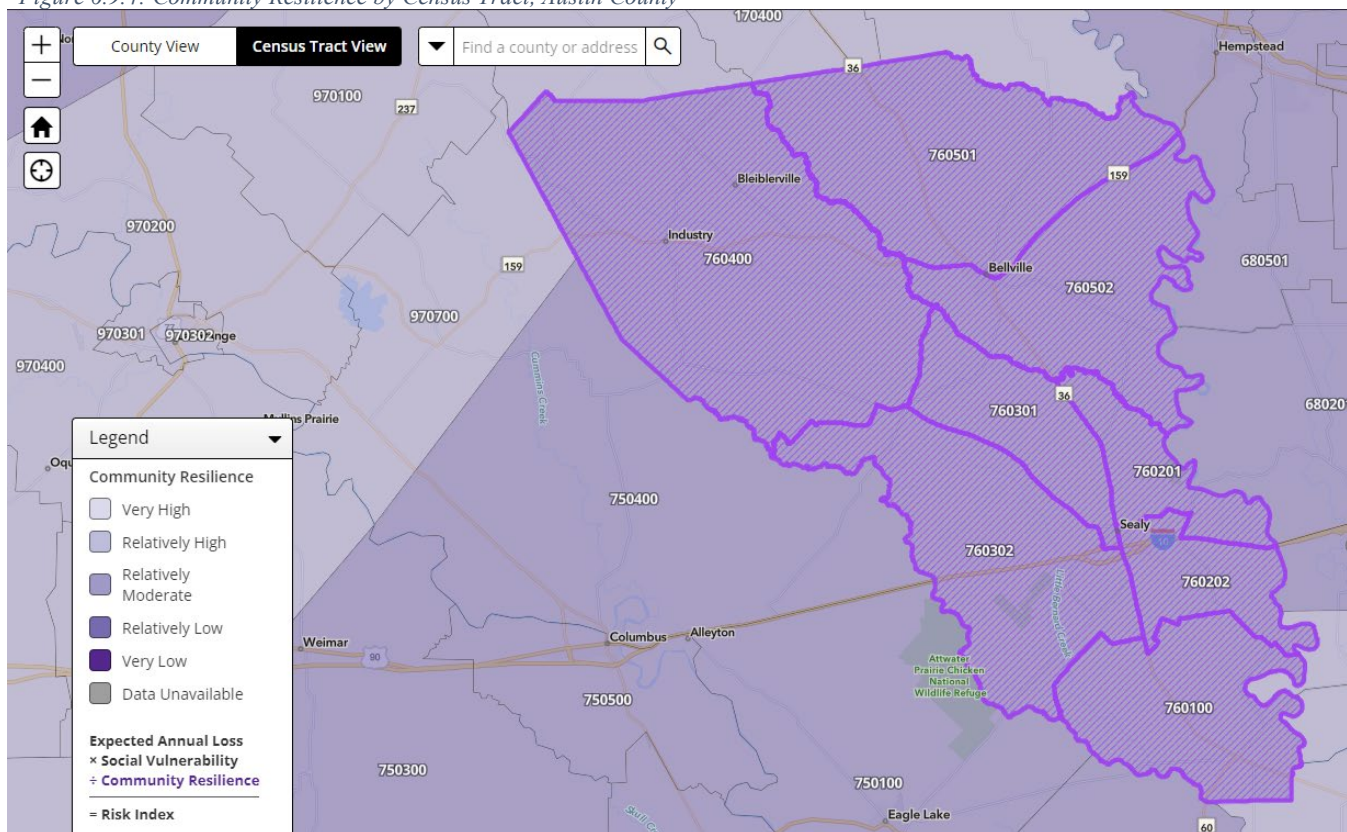 Figure 6.9.4: Community Resilience by Census Tract, Austin County
+
County View
Census Tract View
Find a county or address
−
170400
Hempstead
36
970100
237
760501
159
Bleiblerville
970200
Industry
760400
159
Bellville
680501
760502
970700
970301
970302
970400
36
760301
680201
Mullins Prairie
Cummins Creek
750400
760201
Sealy
10
760302
760202
Little Bernard Creek
Weimar
90
Columbus
Alleyton
Attwater
Prairie Chicken
National
Wildlife Refuge
750500
760100
750300
750100
Eagle Lake
60
Legend
Community Resilience
Very High
Relatively High
Relatively
Moderate
Relatively Low
Very Low
Data Unavailable
Expected Annual Loss
× Social Vulnerability
÷ Community Resilience
= Risk Index